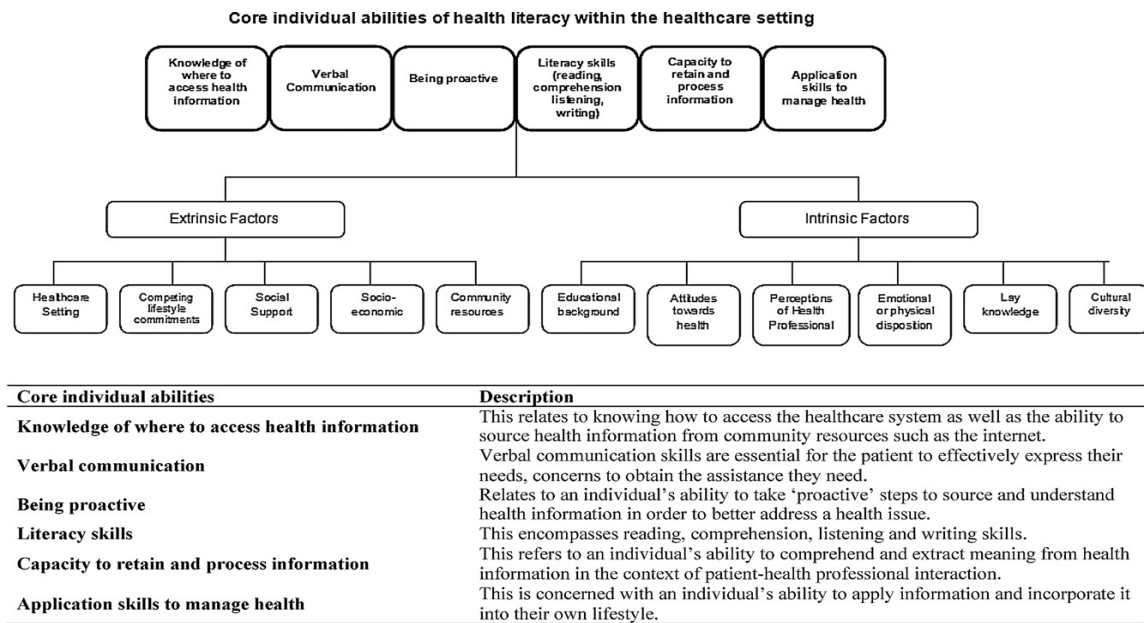 Core individual abilities of health literacy within the healthcare setting
Knowledge of
where to
access health
information
Verbal
Communication
Being proactive
Literacy skills
(reading,
comprehension
listening,
writing)
Capacity to
retain and
process
information
Application
skills to
manage health
Extrinsic Factors
Intrinsic Factors
Healthcare
Setting
Competing
lifestyle
commitments
Social
Support
Socio-
economic
Community
resources
Educational
background
Attitudes
towards
health
Perceptions
of Health
Professional
Emotional
or physical
disposition
Lay
knowledge
Cultural
diversity
Core individual abilities Description
Knowledge of where to access health information This relates to knowing how to access the healthcare system as well as the ability to
source health information from community resources such as the internet.
Verbal communication Verbal communication skills are essential for the patient to effectively express their
needs, concerns to obtain the assistance they need.
Being proactive Relates to an individual's ability to take 'proactive' steps to source and understand
health information in order to better address a health issue.
Literacy skills This encompasses reading, comprehension, listening and writing skills.
Capacity to retain and process information This refers to an individual's ability to comprehend and extract meaning from health
information in the context of patient-health professional interaction.
Application skills to manage health This is concerned with an individual's ability to apply information and incorporate it
into their own lifestyle.